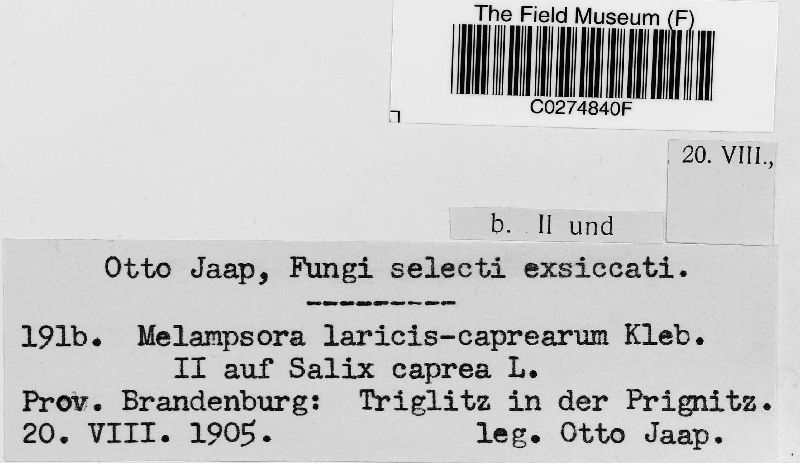 The Field Museum (F)
C0274840F
20. VIII.,
b. II und
Otto Jaap, Fungi selecti exsiccati.
191b. Melampsora laricis-caprearum Kleb.
II auf Salix caprea L.
Prov. Brandenburg: Triglitz in der Prignitz.
20. VIII. 1905. leg. Otto Jaap.